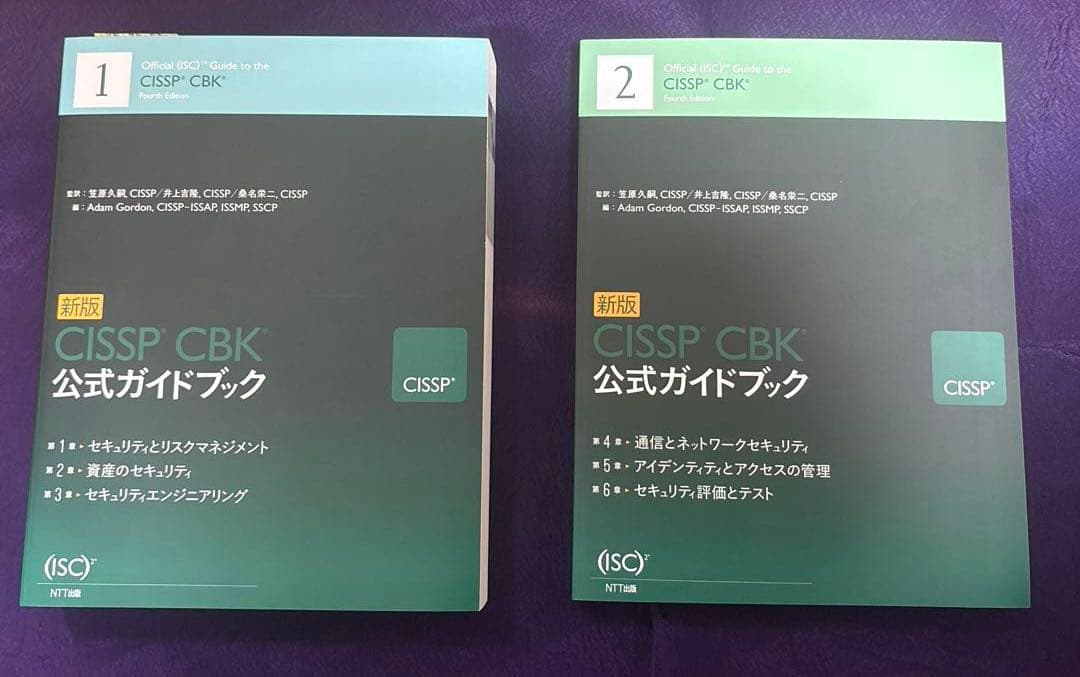 1
Official (ISC)²® Guide to the
CISSP® CBK®
Fourth Edition
監訳：笠原久嗣, CISSP／井上吉隆, CISSP／桑名栄二, CISSP
編：Adam Gordon, CISSP-ISSAP, ISSMP, SSCP
新版
CISSP® CBK®
公式ガイドブック
CISSP®
第1章▶セキュリティとリスクマネジメント
第2章▶資産のセキュリティ
第3章▶セキュリティエンジニアリング
(ISC)²®
NTT出版
2
Official (ISC)²® Guide to the
CISSP® CBK®
Fourth Edition
監訳：笠原久嗣, CISSP／井上吉隆, CISSP／桑名栄二, CISSP
編：Adam Gordon, CISSP-ISSAP, ISSMP, SSCP
新版
CISSP® CBK®
公式ガイドブック
CISSP®
第4章▶通信とネットワークセキュリティ
第5章▶アイデンティティとアクセスの管理
第6章▶セキュリティ評価とテスト
(ISC)²®
NTT出版